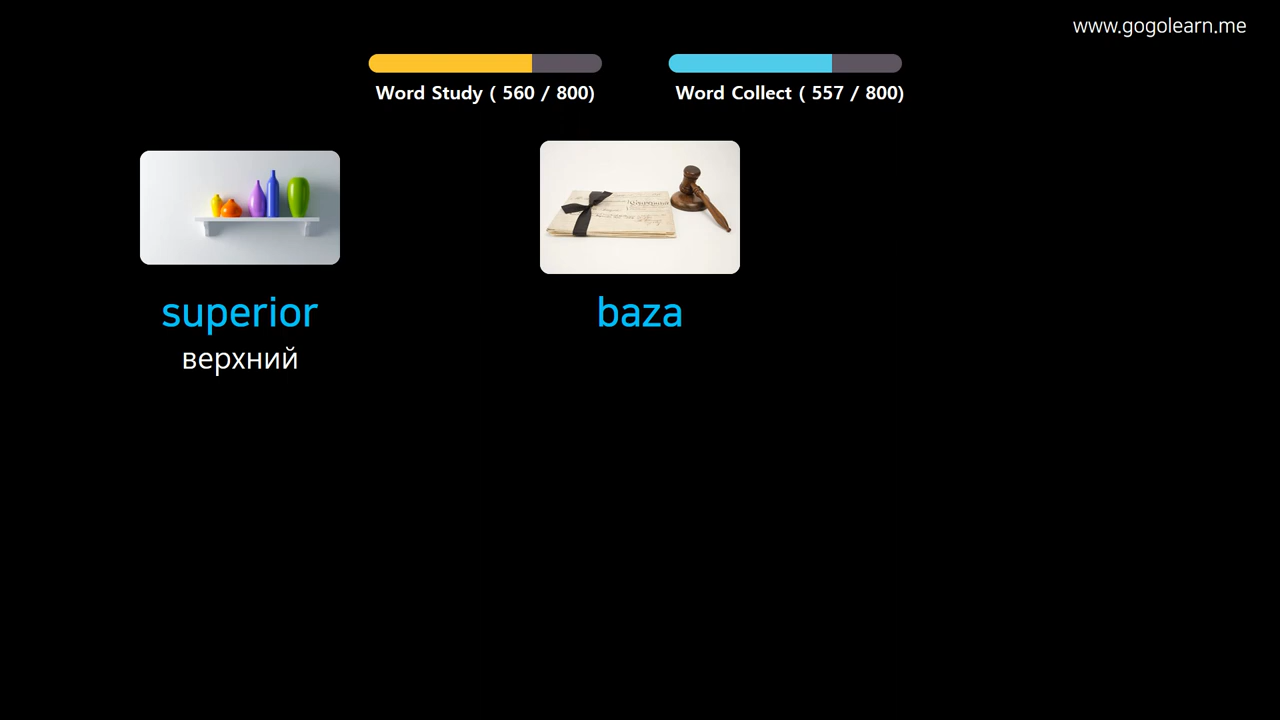 www.gogolearn.me
Word Study ( 560 / 800)
Word Collect ( 557 / 800)
superior
верхний
baza